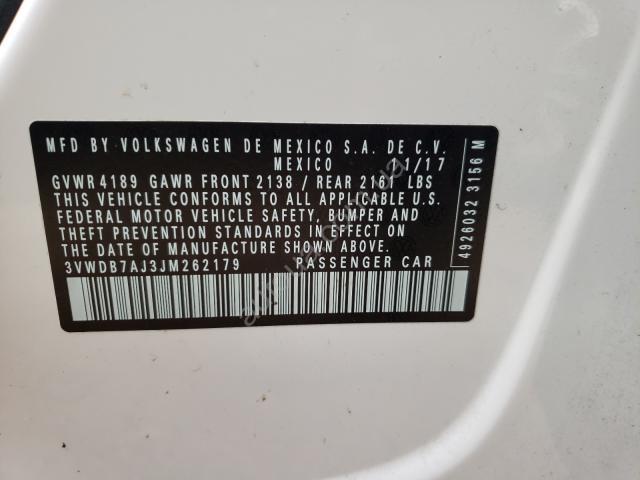 MFD BY VOLKSWAGEN DE MEXICO S.A. DE C.V.
MEXICO 11/17
GVWR 4189 GAWR FRONT 2138 / REAR 2161 LBS
THIS VEHICLE CONFORMS TO ALL APPLICABLE U.S.
FEDERAL MOTOR VEHICLE SAFETY, BUMPER AND
THEFT PREVENTION STANDARDS IN EFFECT ON
THE DATE OF MANUFACTURE SHOWN ABOVE.
3VWDB7AJ3JM262179 PASSENGER CAR
4926032 3156 M